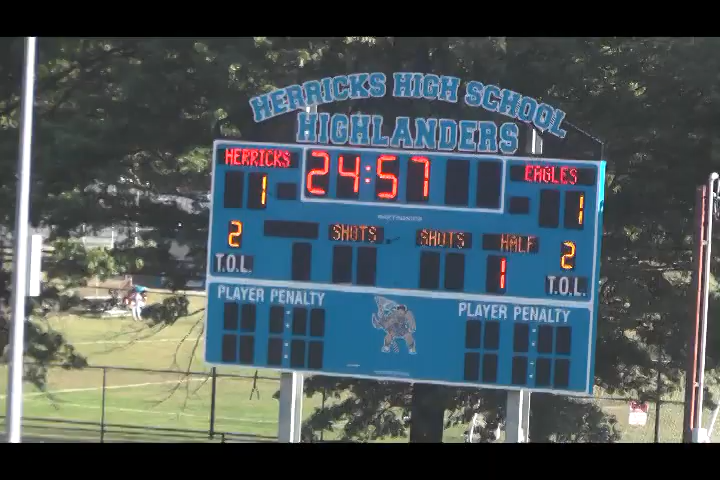 HERRICKS HIGH SCHOOL
HIGHLANDERS
HERRICKS 24:57 EAGLES
1 1
2 SHOTS SHOTS HALF 2
T.O.L. 1 T.O.L.
PLAYER PENALTY PLAYER PENALTY